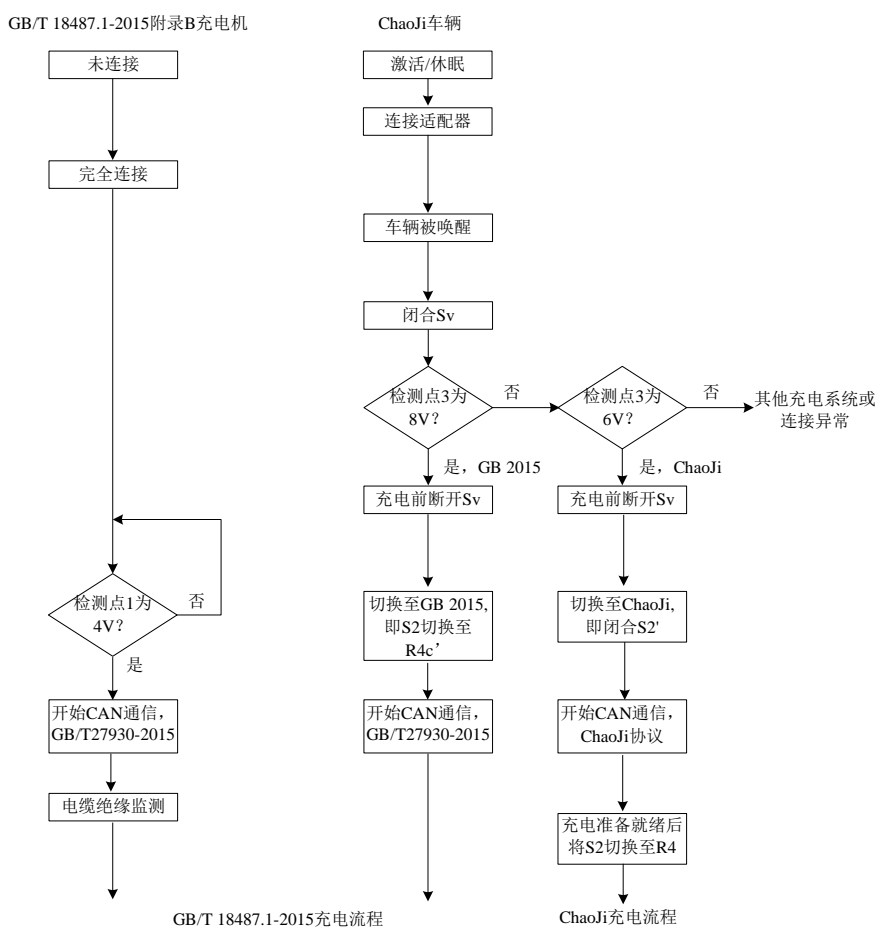 GB/T 18487.1-2015附录B充电机
ChaoJi车辆
未连接
激活/休眠
连接适配器
完全连接
车辆被唤醒
闭合Sv
检测点3为
8V?
否
检测点3为
6V?
否
其他充电系统或
连接异常
是，GB 2015
是，ChaoJi
充电前断开Sv
充电前断开Sv
检测点1为
4V?
否
是
切换至GB 2015,
即S2切换至
R4c’
切换至ChaoJi,
即闭合S2'
开始CAN通信，
GB/T27930-2015
开始CAN通信，
GB/T27930-2015
开始CAN通信，
ChaoJi协议
电缆绝缘监测
充电准备就绪后
将S2切换至R4
GB/T 18487.1-2015充电流程
ChaoJi充电流程